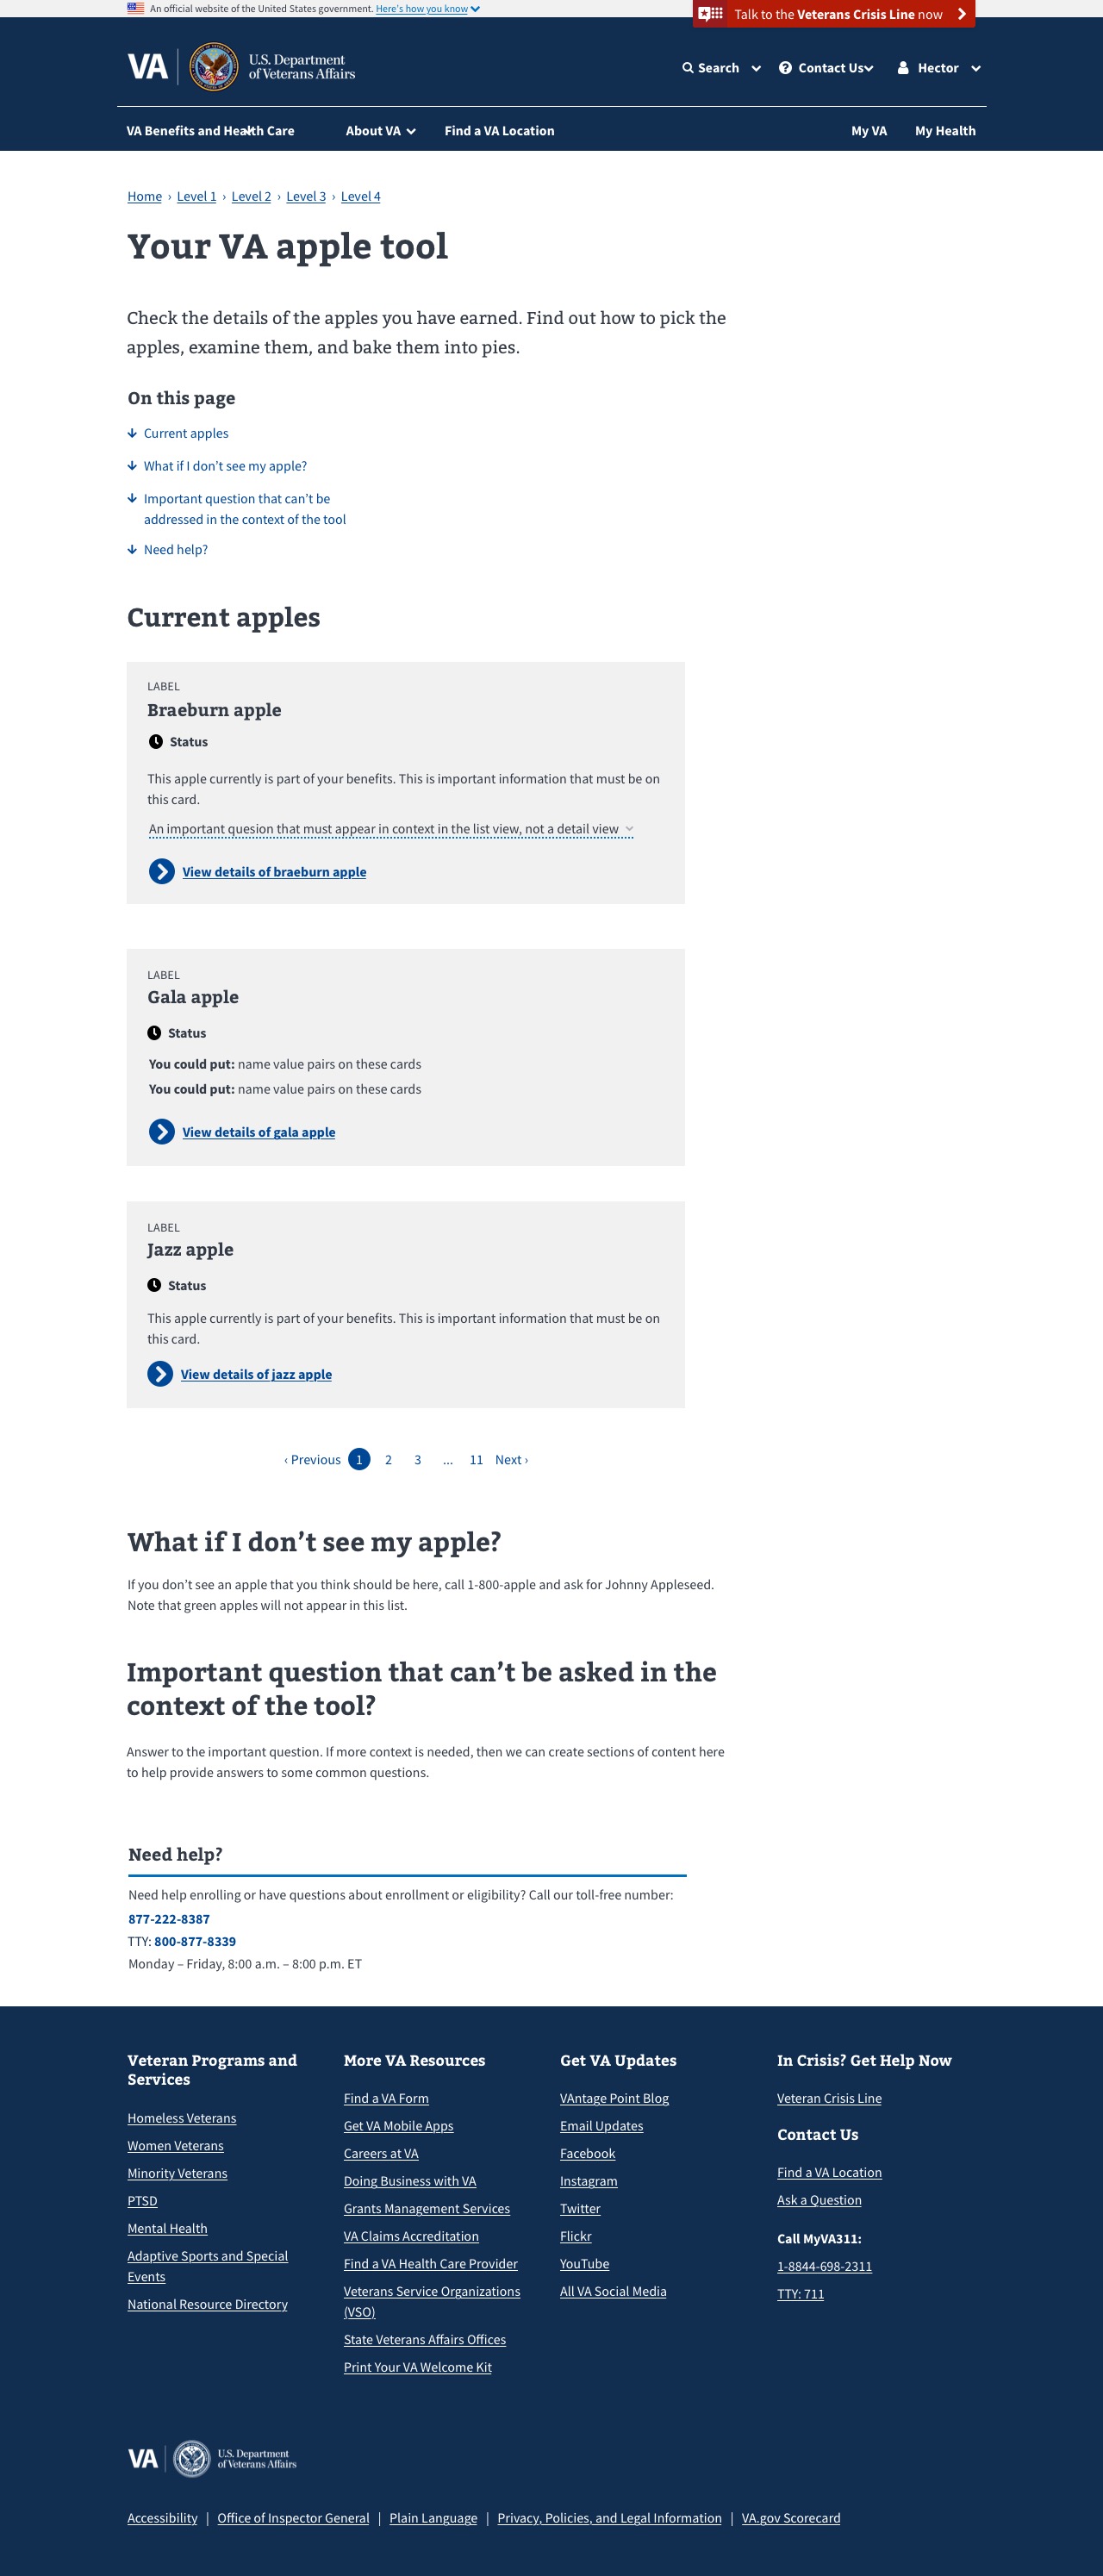 An official website of the United States government. Here's how you know
Talk to the Veterans Crisis Line now
VA
U.S. Department
of Veterans Affairs
Search
Contact Us
Hector
VA Benefits and Health Care
About VA
Find a VA Location
My VA
My Health
Home › Level 1 › Level 2 › Level 3 › Level 4
Your VA apple tool
Check the details of the apples you have earned. Find out how to pick the
apples, examine them, and bake them into pies.
On this page
Current apples
What if I don't see my apple?
Important question that can't be
addressed in the context of the tool
Need help?
Current apples
LABEL
Braeburn apple
Status
This apple currently is part of your benefits. This is important information that must be on
this card.
An important quesion that must appear in context in the list view, not a detail view
View details of braeburn apple
LABEL
Gala apple
Status
You could put: name value pairs on these cards
You could put: name value pairs on these cards
View details of gala apple
LABEL
Jazz apple
Status
This apple currently is part of your benefits. This is important information that must be on
this card.
View details of jazz apple
‹ Previous 1 2 3 ... 11 Next ›
What if I don't see my apple?
If you don't see an apple that you think should be here, call 1-800-apple and ask for Johnny Appleseed.
Note that green apples will not appear in this list.
Important question that can't be asked in the
context of the tool?
Answer to the important question. If more context is needed, then we can create sections of content here
to help provide answers to some common questions.
Need help?
Need help enrolling or have questions about enrollment or eligibility? Call our toll-free number:
877-222-8387
TTY: 800-877-8339
Monday – Friday, 8:00 a.m. – 8:00 p.m. ET
Veteran Programs and
Services
Homeless Veterans
Women Veterans
Minority Veterans
PTSD
Mental Health
Adaptive Sports and Special
Events
National Resource Directory
More VA Resources
Find a VA Form
Get VA Mobile Apps
Careers at VA
Doing Business with VA
Grants Management Services
VA Claims Accreditation
Find a VA Health Care Provider
Veterans Service Organizations
(VSO)
State Veterans Affairs Offices
Print Your VA Welcome Kit
Get VA Updates
VAntage Point Blog
Email Updates
Facebook
Instagram
Twitter
Flickr
YouTube
All VA Social Media
In Crisis? Get Help Now
Veteran Crisis Line
Contact Us
Find a VA Location
Ask a Question
Call MyVA311:
1-8844-698-2311
TTY: 711
VA
U.S. Department
of Veterans Affairs
Accessibility | Office of Inspector General | Plain Language | Privacy, Policies, and Legal Information | VA.gov Scorecard